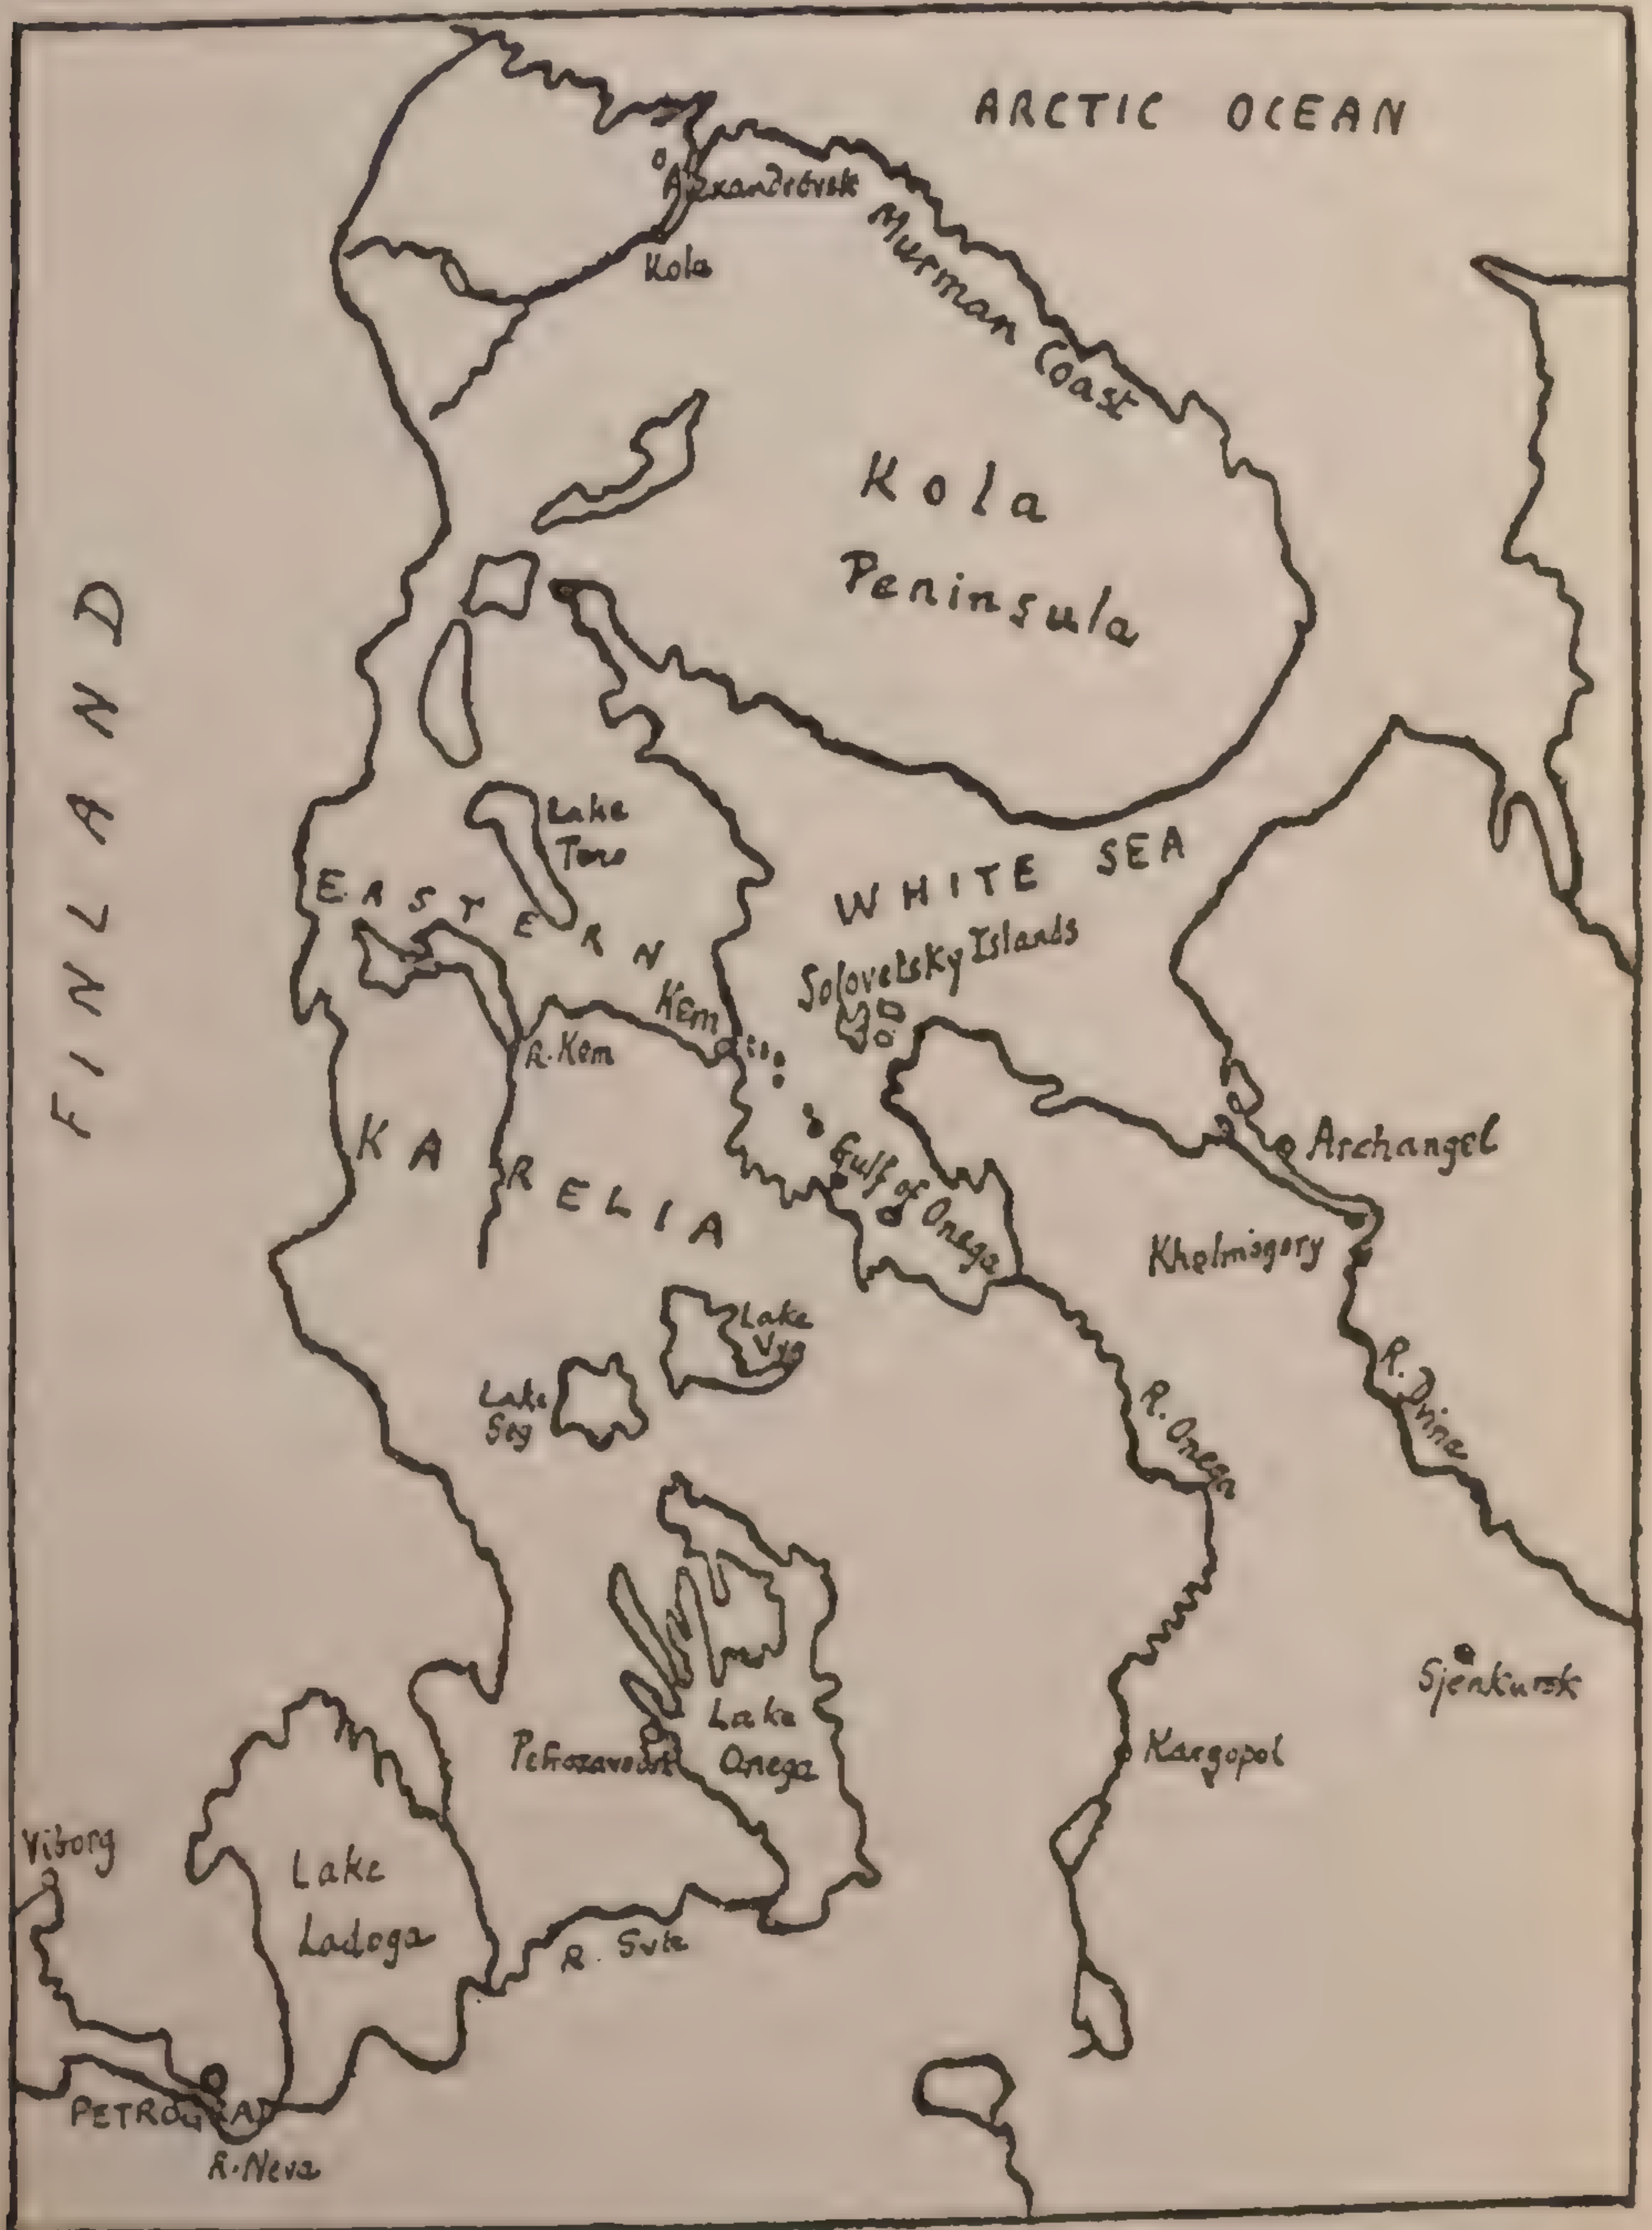 ARCTIC OCEAN
Alexandrovsk
Kola
Murman Coast
Kola
Peninsula
FINLAND
Lake
WHITE SEA
EASTERN
Solovetsky Islands
Kem
R. Kem
KARELIA
Gulf of Onega
Archangel
Kholmogory
Lake
Vyg
Lake
Seg
R. Onega
R. Dvina
Sjenkursk
Lake
Onega
Petrozavodsk
Kargopol
Viborg
Lake
Ladoga
R. Svir
PETROGRAD
R. Neva